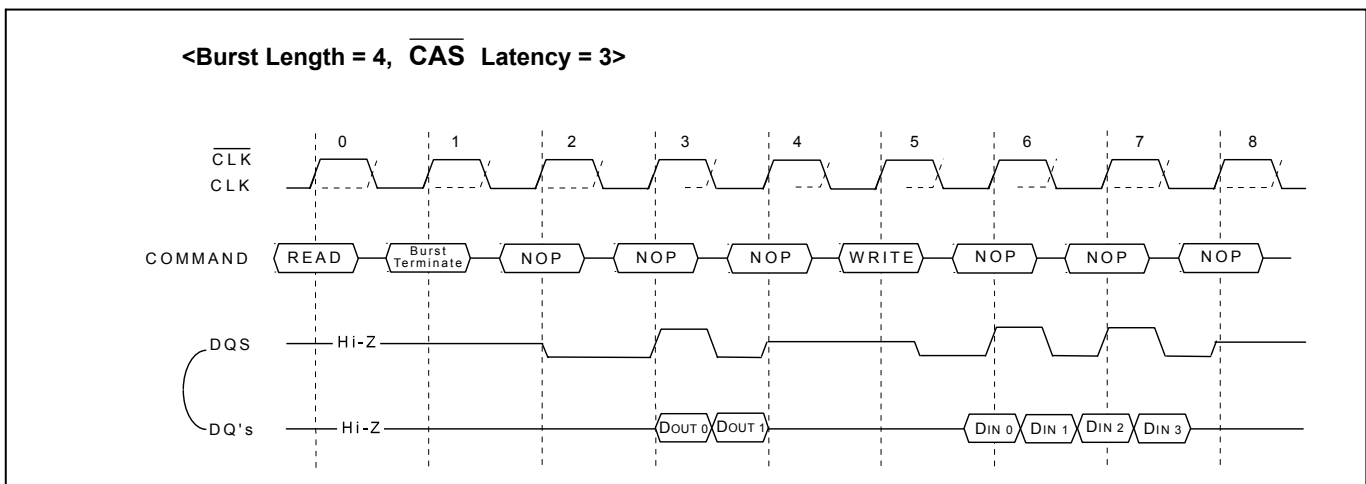 <Burst Length = 4, CAS Latency = 3>
0 1 2 3 4 5 6 7 8
CLK
CLK
COMMAND READ Burst Terminate NOP NOP NOP WRITE NOP NOP NOP
DQS Hi-Z
DQ's Hi-Z DOUT 0 DOUT 1 DIN 0 DIN 1 DIN 2 DIN 3